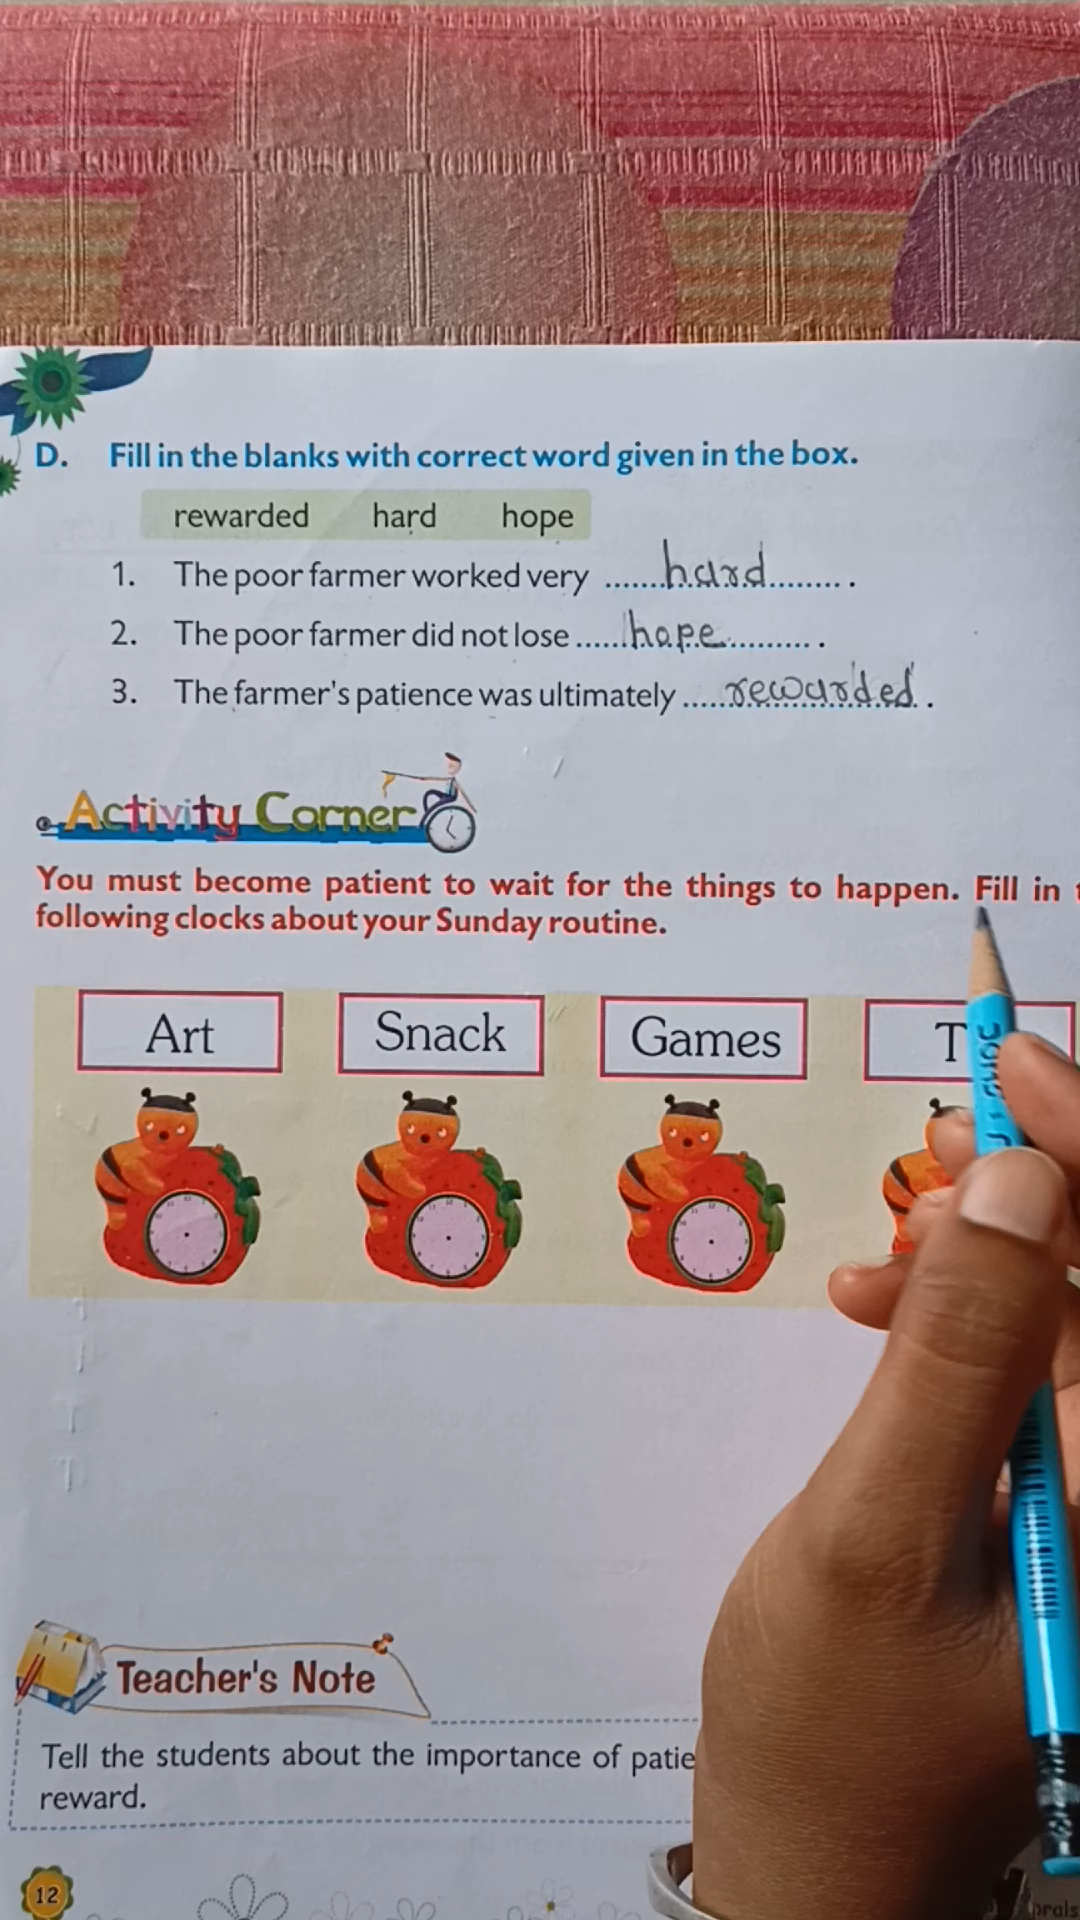 D. Fill in the blanks with correct word given in the box.
rewarded hard hope
1. The poor farmer worked very ......hard........ .
2. The poor farmer did not lose .....hope.......... .
3. The farmer's patience was ultimately .....rewarded. .
Activity Corner
You must become patient to wait for the things to happen. Fill in
following clocks about your Sunday routine.
Art Snack Games
Teacher's Note
Tell the students about the importance of
reward.
12